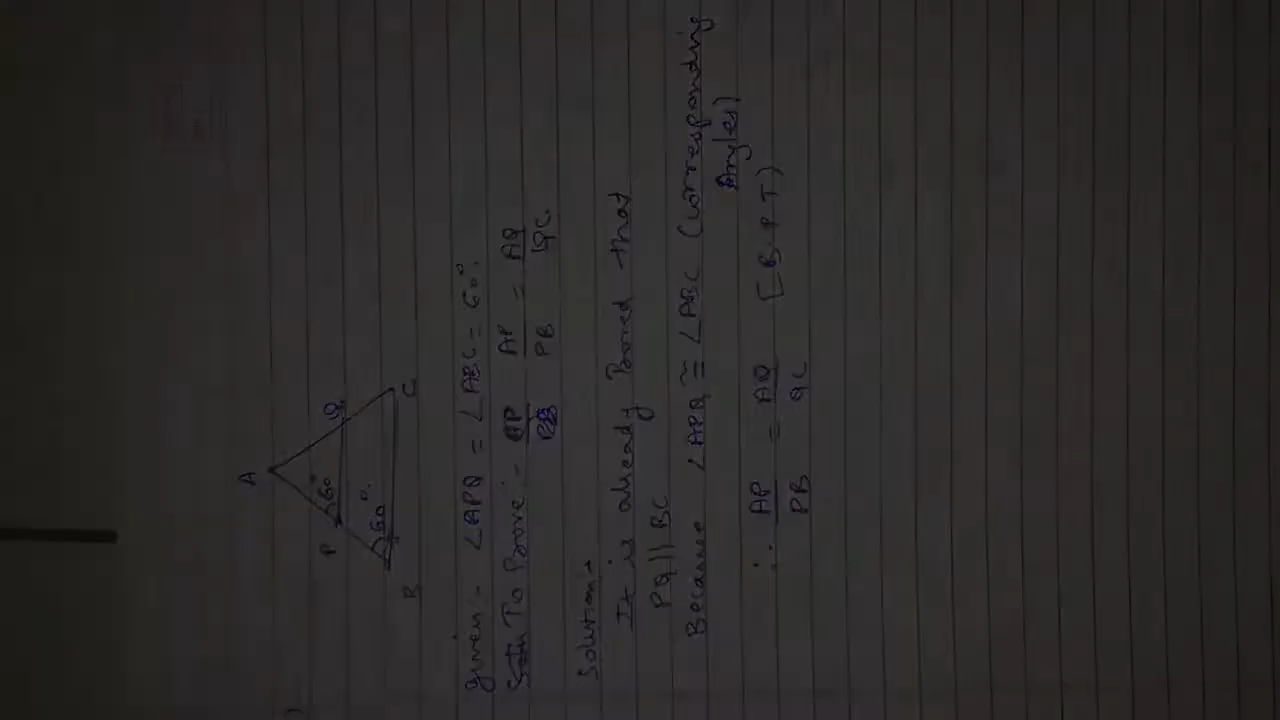 A
P
Q
60°
60°.
B
C
given:- ∠APQ = ∠ABC = 60°.
To Prove :- AP/PB = AQ/QC.
Solution:-
It is already Proved that
PQ || BC
Because ∠APQ ≅ ∠ABC (corresponding
Angles)
∴ AP/PB = AQ/QC [B.P.T)